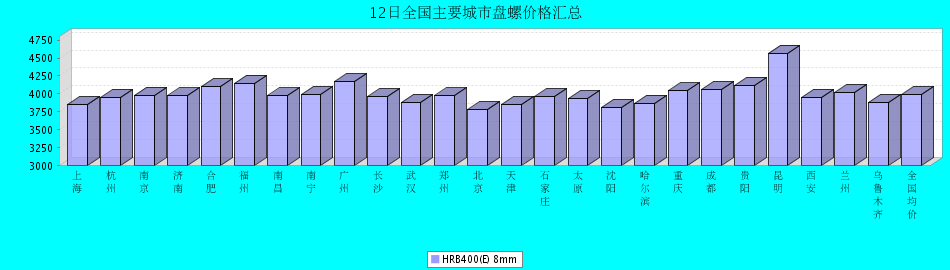 12日全国主要城市盘螺价格汇总
4750
4500
4250
4000
3750
3500
3250
3000
上海
杭州
南京
济南
合肥
福州
南昌
南宁
广州
长沙
武汉
郑州
北京
天津
石家庄
太原
沈阳
哈尔滨
重庆
成都
贵阳
昆明
西安
兰州
乌鲁木齐
全国均价
HRB400(E) 8mm